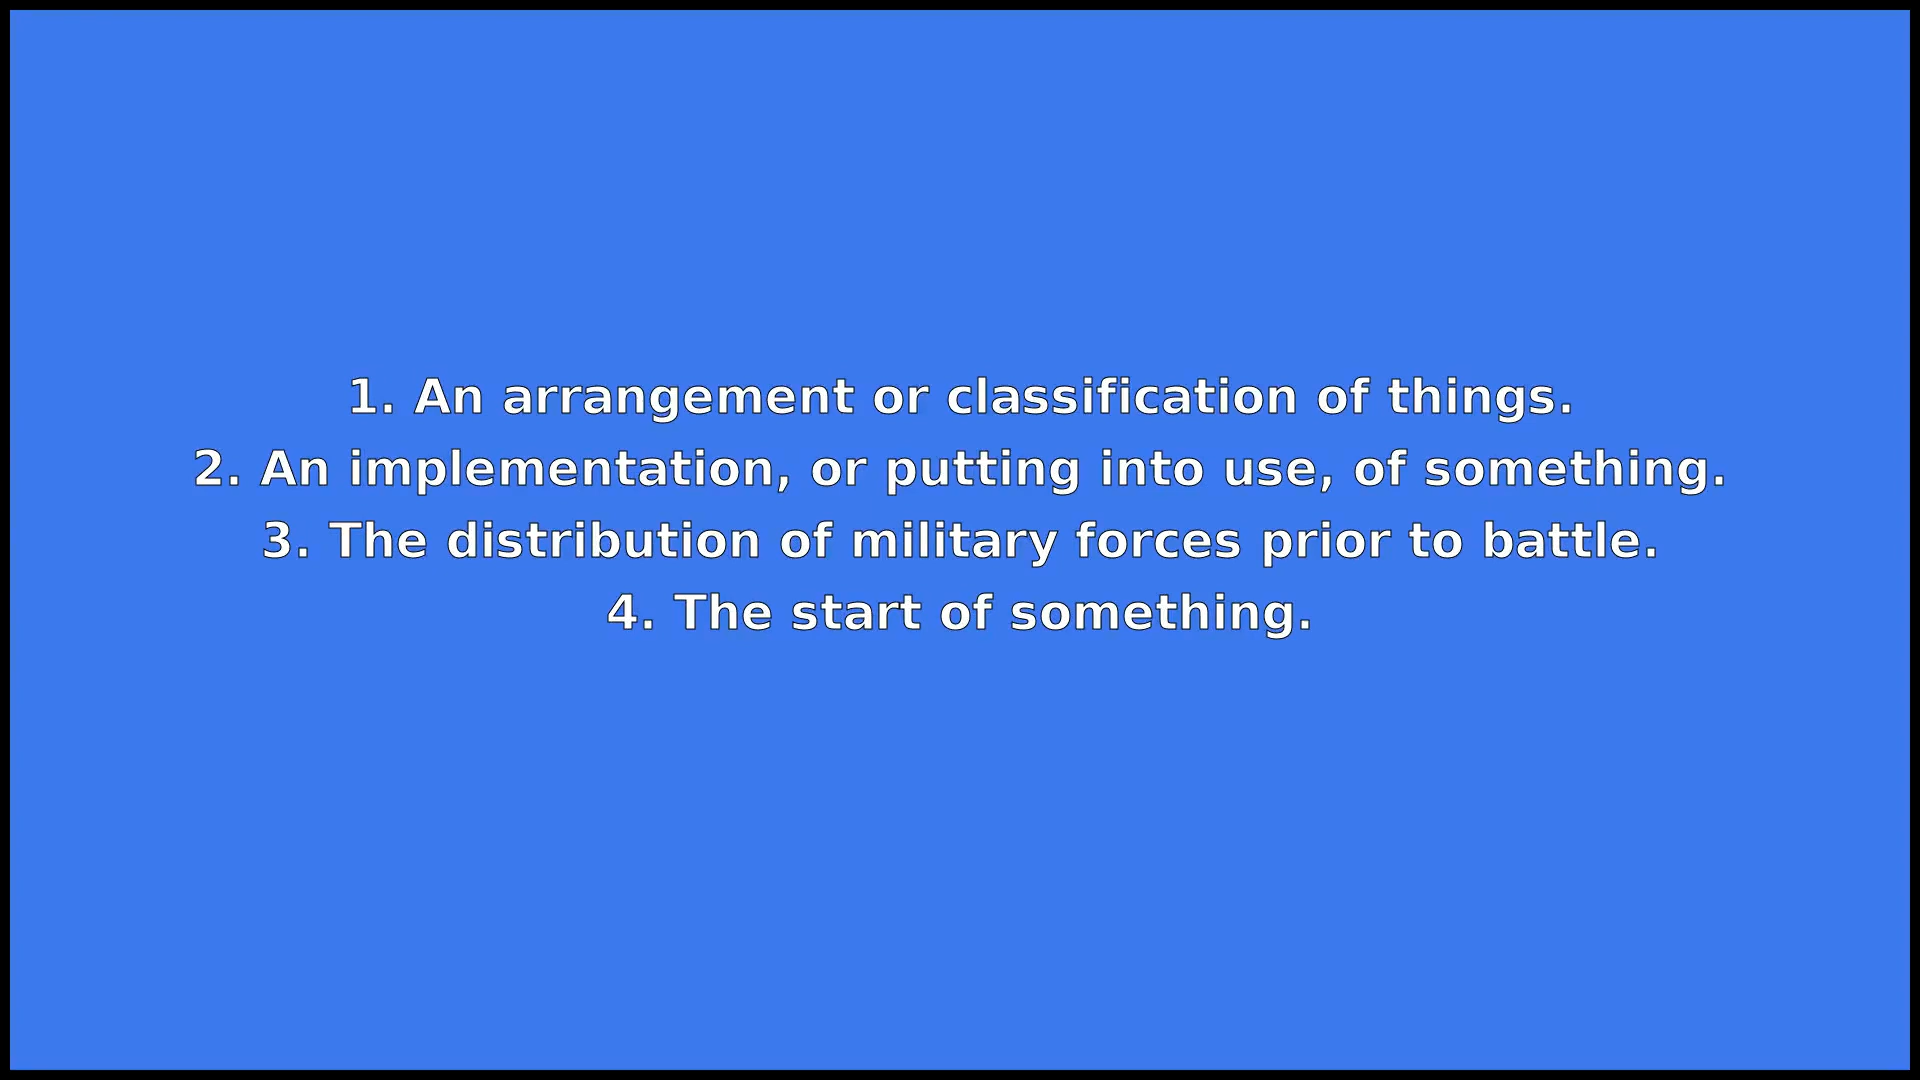 1. An arrangement or classification of things.
2. An implementation, or putting into use, of something.
3. The distribution of military forces prior to battle.
4. The start of something.